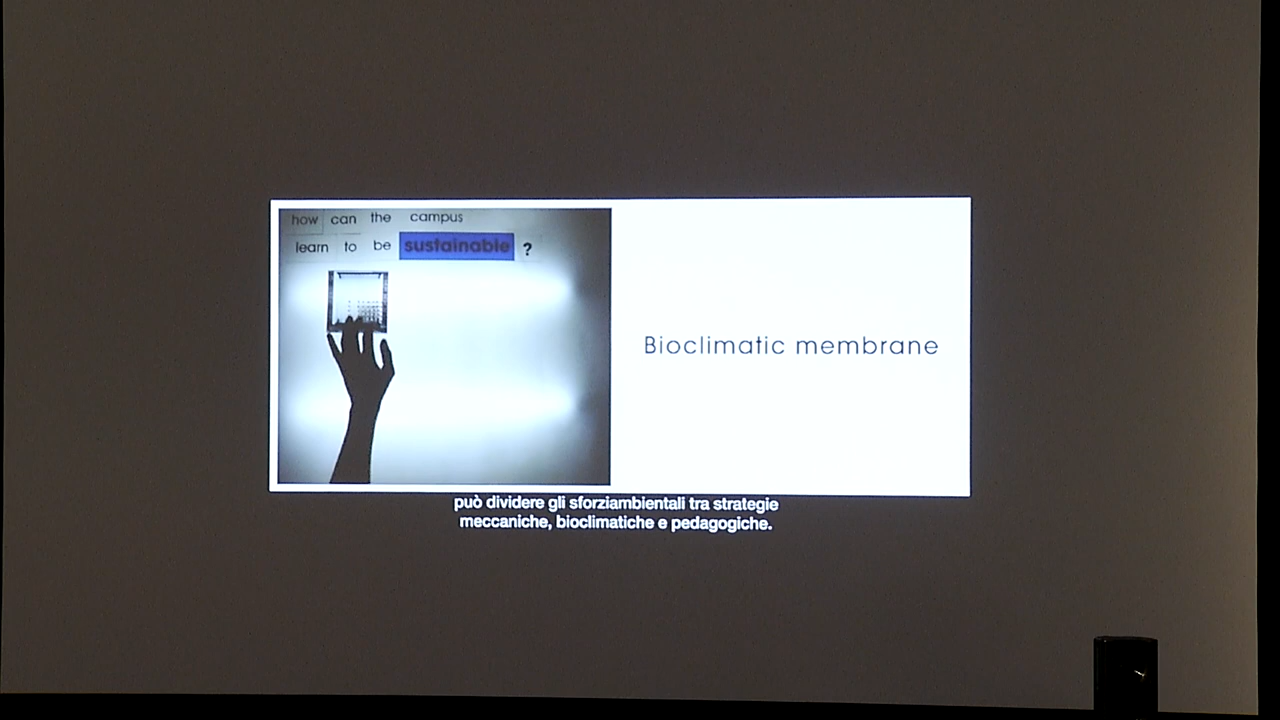 how can the campus
learn to be sustainable ?
Bioclimatic membrane
può dividere gli sforziambientali tra strategie
meccaniche, bioclimatiche e pedagogiche.